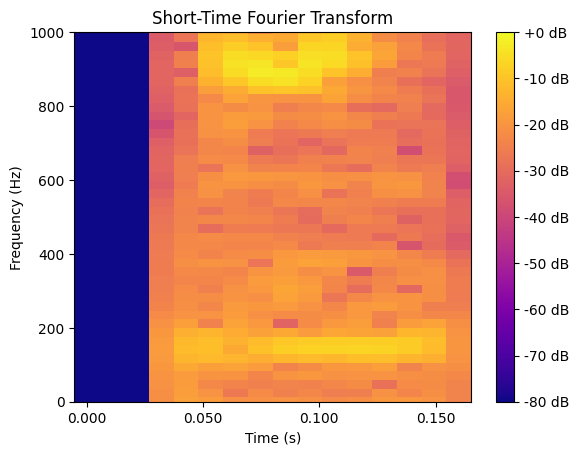 Short-Time Fourier Transform
1000
800
600
400
200
0
Frequency (Hz)
0.000
0.050
0.100
0.150
Time (s)
+0 dB
-10 dB
-20 dB
-30 dB
-40 dB
-50 dB
-60 dB
-70 dB
-80 dB